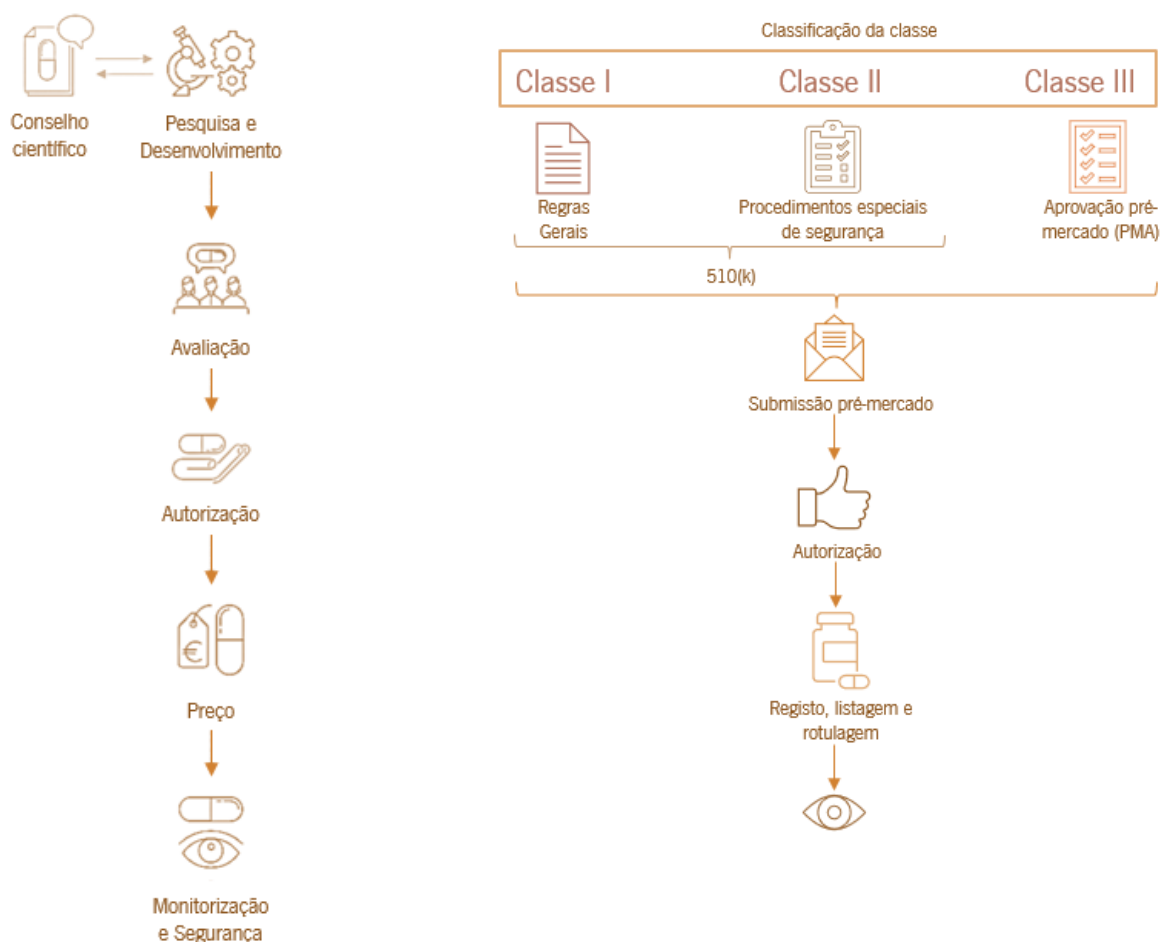 Conselho
científico
Pesquisa e
Desenvolvimento
Avaliação
Autorização
€
Preço
Monitorização
e Segurança
Classificação da classe
Classe I
Classe II
Classe III
Regras
Gerais
Procedimentos especiais
de segurança
Aprovação pré-
mercado (PMA)
510(k)
Submissão pré-mercado
Autorização
Registo, listagem e
rotulagem